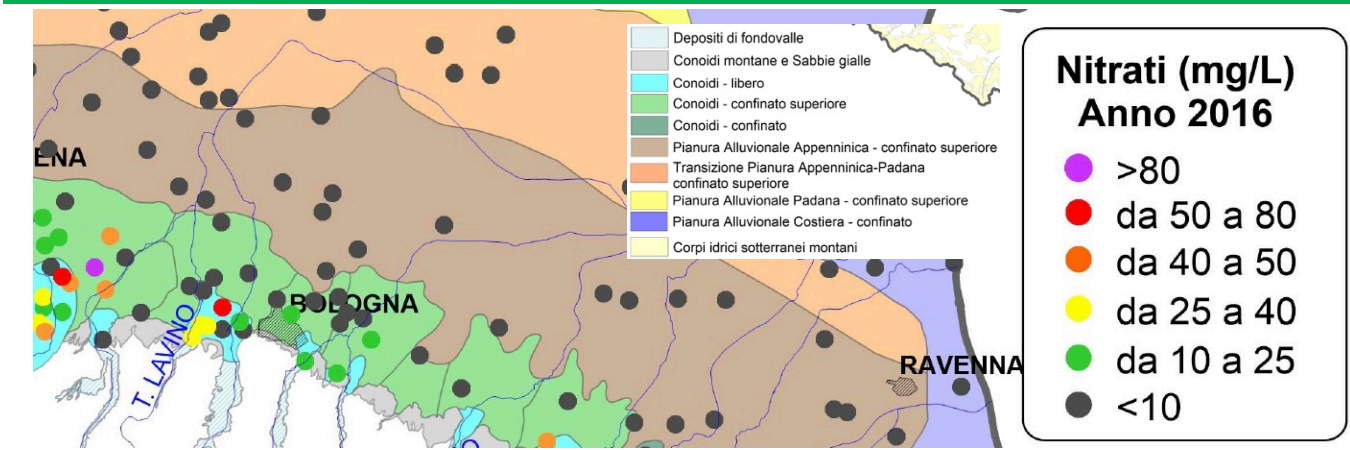 Depositi di fondovalle
Conoidi montane e Sabbie gialle
Conoidi - libero
Conoidi - confinato superiore
Conoidi - confinato
Pianura Alluvionale Appenninica - confinato superiore
Transizione Pianura Appenninica-Padana
confinato superiore
Pianura Alluvionale Padana - confinato superiore
Pianura Alluvionale Costiera - confinato
Corpi idrici sotterranei montani
ENA
BOLOGNA
T. LAVINO
RAVENNA
Nitrati (mg/L)
Anno 2016
>80
da 50 a 80
da 40 a 50
da 25 a 40
da 10 a 25
<10